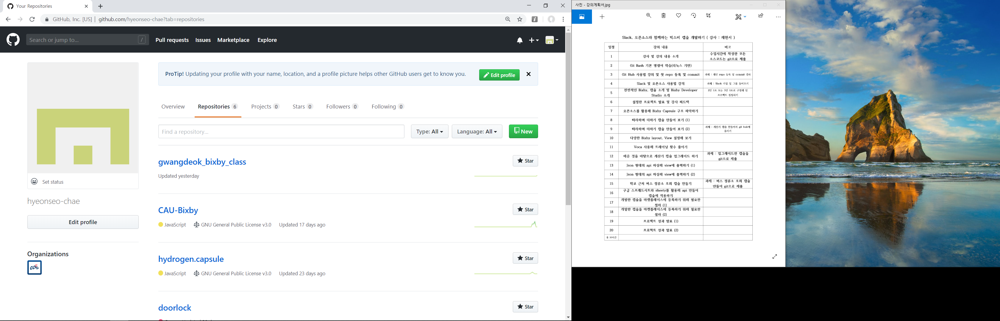 Your Repositories
GitHub, Inc. [US] | github.com/hyeonseo-chae?tab=repositories
Search or jump to... /
Pull requests Issues Marketplace Explore
ProTip! Updating your profile with your name, location, and a profile picture helps other GitHub users get to know you.
Edit profile
Overview Repositories 6 Projects 0 Stars 0 Followers 0 Following 0
Find a repository...
Type: All Language: All New
Set status
hyeonseo-chae
Edit profile
Organizations
CLUG
gwangdeok_bixby_class
Star
Updated yesterday
CAU-Bixby
Star
JavaScript GNU General Public License v3.0 Updated 17 days ago
hydrogen.capsule
Star
JavaScript GNU General Public License v3.0 Updated 23 days ago
doorlock
Star
사진 - 강의계획서.jpg
Slack, 오픈소스와 함께하는 빅스비 캡슐 개발하기 ( 강사 : 채현서 )
일정 강의 내용 비고
1 강사 및 강의 내용 소개 수업시간에 작성한 모든
소스코드는 git으로 제출
2 Git Bash 기본 명령어 학습(리눅스 기반)
3 Git Hub 사용법 강의 및 첫 repo 등록 및 commit 과제 : 개인 repo 등록 및 commit 검사
4 Slack 및 오픈소스 사용법 강의 과제 : Slack 가입 및 그룹 들어오기
5 전반적인 Bixby, 캡슐 소개 및 Bixby Developer
Studio 소개
2인 1조 또는 3인 1조로 구성해 팀
프로젝트 설정하기
6 설정한 프로젝트 발표 및 강사 피드백
7 오픈소스를 활용해 Bixby Capsule 구조 파악하기
8 따라하며 더하기 캡슐 만들어 보기 (1)
9 따라하며 더하기 캡슐 만들어 보기 (2) 과제 : 계산기 캡슐 만들어서 git hub에
올리기
10 다양한 Bixby layout, View 설정해 보기
11 Voca 사용해 트레이닝 횟수 줄이기
12 배운 것을 바탕으로 계산기 캡슐 업그레이드 하기 과제 : 업그레이드한 캡슐을
git으로 제출
13 Json 형태의 api 파싱해 view에 출력하기 (1)
14 Json 형태의 api 파싱해 view에 출력하기 (2)
15 학교 근처 버스 정류소 조회 캡슐 만들기 과제 : 버스 정류소 조회 캡슐
만들어 git으로 제출
16 구글 스프레드시트와 sheety를 활용해 api 만들어
캡슐에 적용하기
17 개발한 캡슐을 마켓플레이스에 등록하기 위해 필요한
절차 (1)
18 개발한 캡슐을 마켓플레이스에 등록하기 위해 필요한
절차 (2)
19 프로젝트 성과 발표 (1)
20 프로젝트 성과 발표 (2)